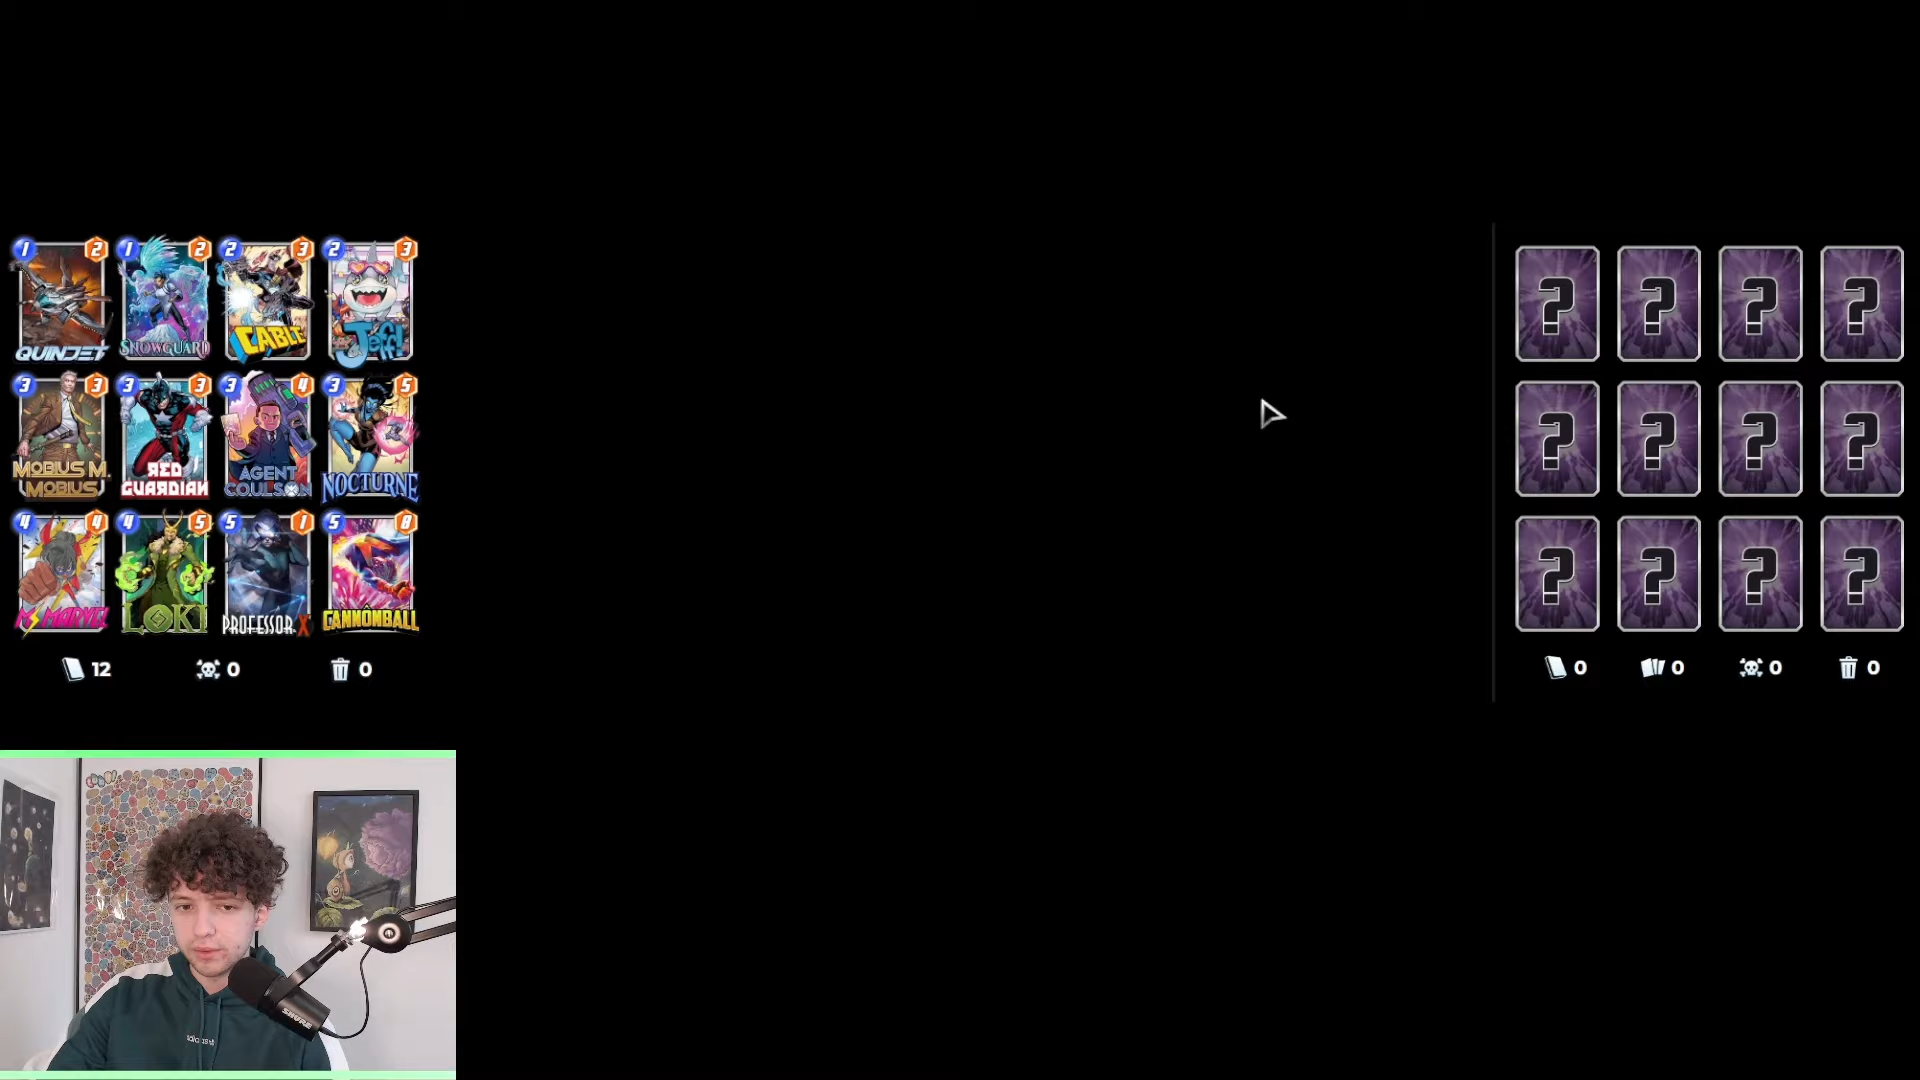 1 2 1 2 2 3 2 3
QUINJET SNOWGUARD CABLE Jeff!
3 3 3 3 3 4 3 5
MOBIUS M. MOBIUS RED GUARDIAN AGENT COULSON NOCTURNE
4 4 4 5 5 1 5 8
MS MARVEL LOKI PROFESSOR X CANNONBALL
12 0 0
? ? ? ?
? ? ? ?
? ? ? ?
0 0 0 0
SHURE